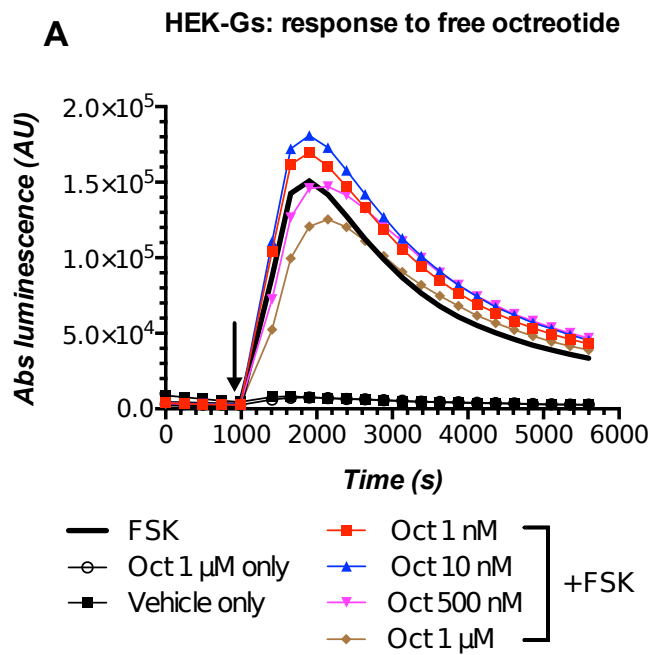 A
HEK-Gs: response to free octreotide
Abs luminescence (AU)
2.0×10⁵
1.5×10⁵
1.0×10⁵
5.0×10⁴
0.0
0 1000 2000 3000 4000 5000 6000
Time (s)
FSK
Oct 1 µM only
Vehicle only
Oct 1 nM
Oct 10 nM
Oct 500 nM
Oct 1 µM
+FSK